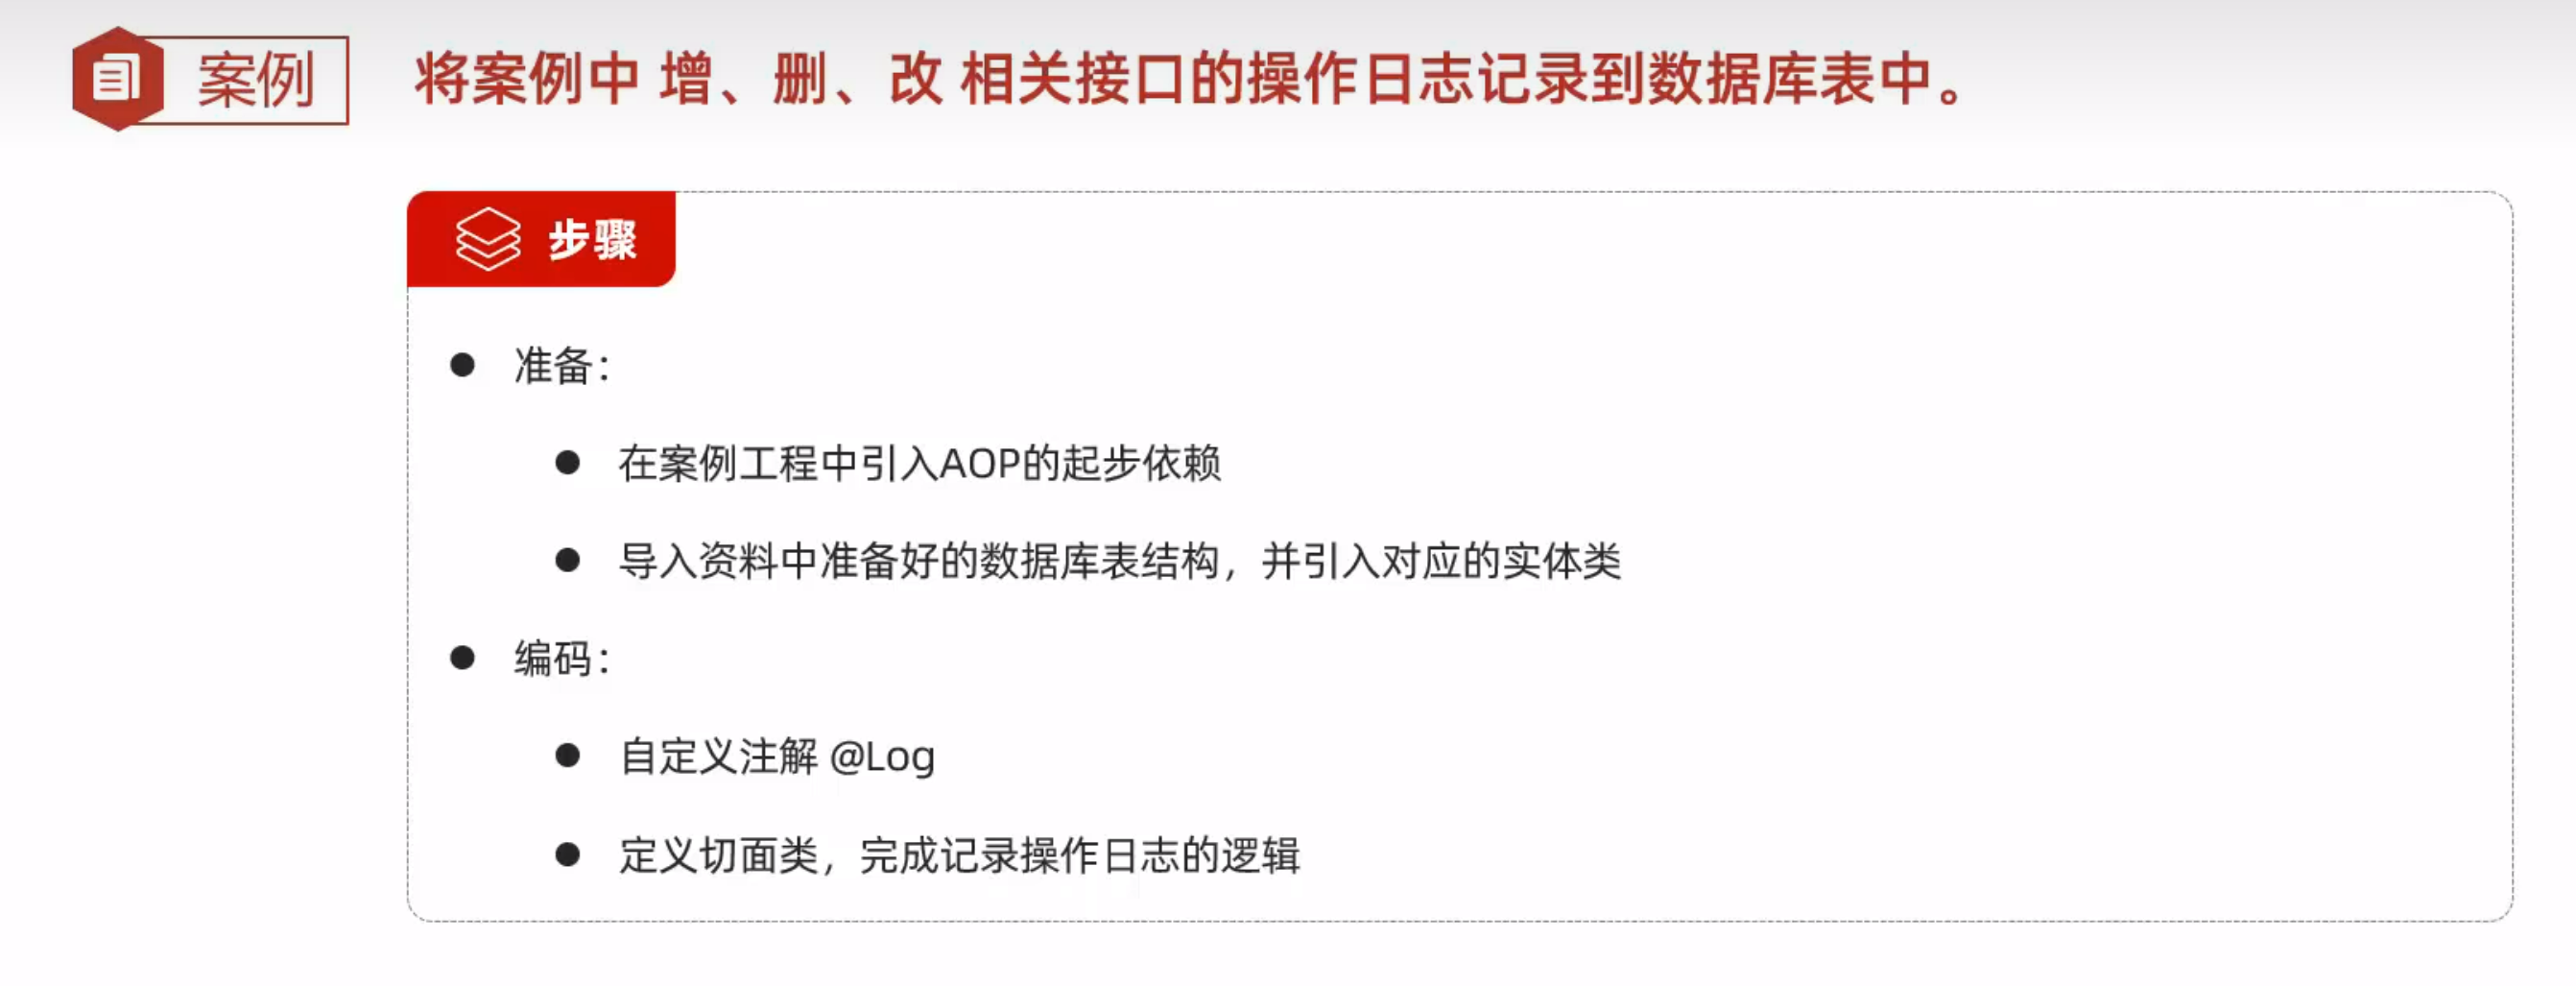 案例
将案例中 增、删、改 相关接口的操作日志记录到数据库表中。
步骤
准备：
在案例工程中引入AOP的起步依赖
导入资料中准备好的数据库表结构，并引入对应的实体类
编码：
自定义注解 @Log
定义切面类，完成记录操作日志的逻辑